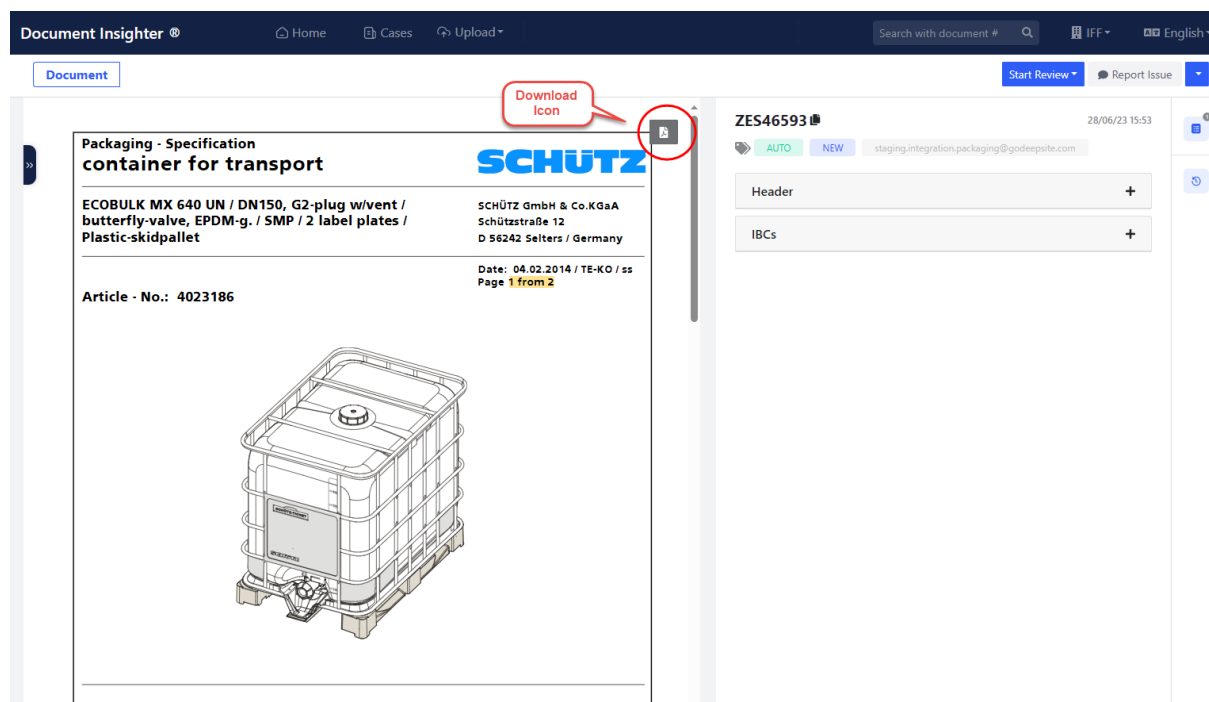 Document Insighter ®
Home
Cases
Upload
Search with document #
IFF
English
Document
Start Review
Report Issue
Download
Icon
Packaging - Specification
container for transport
SCHÜTZ
ECOBULK MX 640 UN / DN150, G2-plug w/vent /
butterfly-valve, EPDM-g. / SMP / 2 label plates /
Plastic-skidpallet
SCHÜTZ GmbH & Co.KGaA
Schützstraße 12
D 56242 Selters / Germany
Date: 04.02.2014 / TE-KO / ss
Page 1 from 2
Article - No.: 4023186
ZES46593
28/06/23 15:53
AUTO
NEW
staging.integration.packaging@godeepsite.com
Header
+
IBCs
+